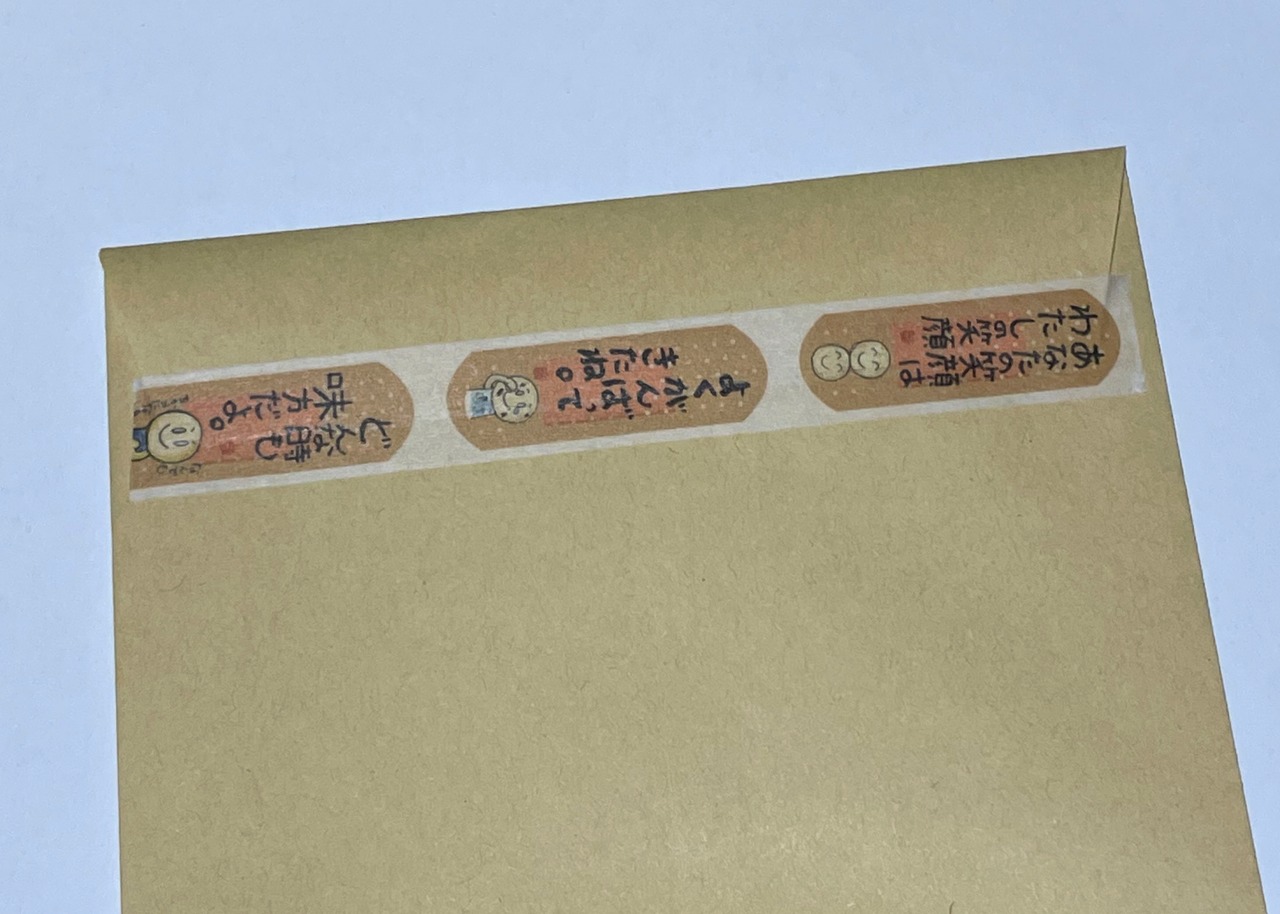 あなたの笑顔は
わたしの笑顔
よくがんばって
きたね。
どんな時も
味方だよ。